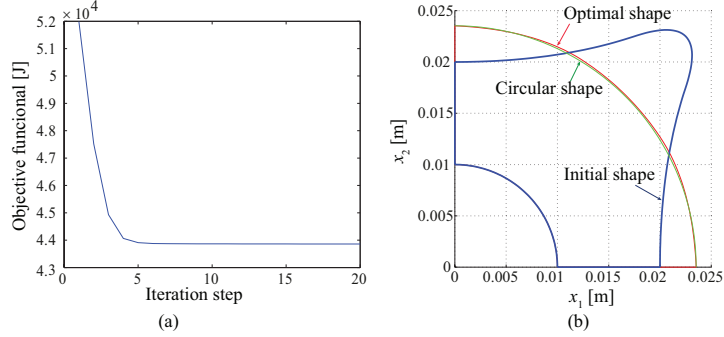 × 10⁴
5.2
5.1
5
4.9
4.8
4.7
4.6
4.5
4.4
4.3
Objective funcional [J]
0 5 10 15 20
Iteration step
(a)
0.025
0.02
0.015
0.01
0.005
0
x₂ [m]
Optimal shape
Circular shape
Initial shape
0 0.005 0.01 0.015 0.02 0.025
x₁ [m]
(b)